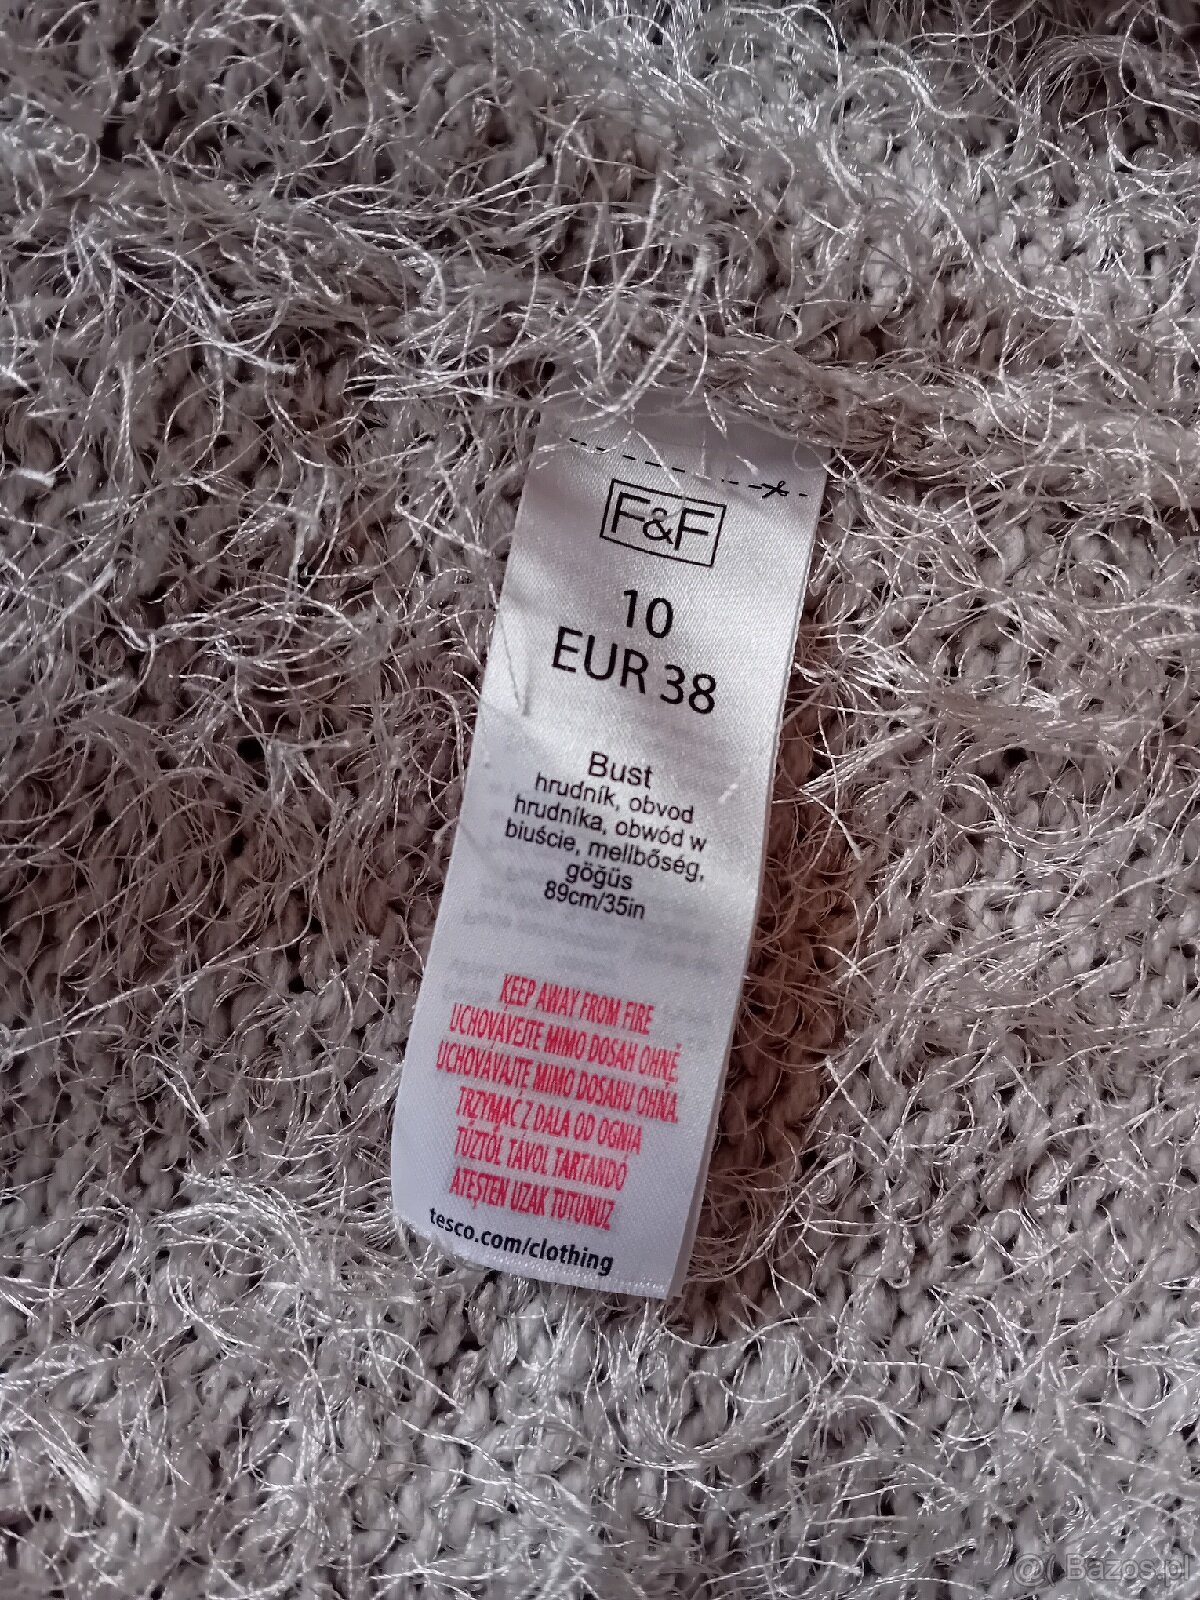 F&F
10
EUR 38
Bust
hrudník, obvod
hrudníka, obwód w
biuście, mellbőség,
göğüs
89cm/35in
KEEP AWAY FROM FIRE
UCHOVÁVEJTE MIMO DOSAH OHNĚ.
UCHOVÁVAJTE MIMO DOSAHU OHŇA.
TRZYMAĆ Z DALA OD OGNIA
TŰZTŐL TÁVOL TARTANDÓ
ATEŞTEN UZAK TUTUNUZ
tesco.com/clothing
Bazos.pl